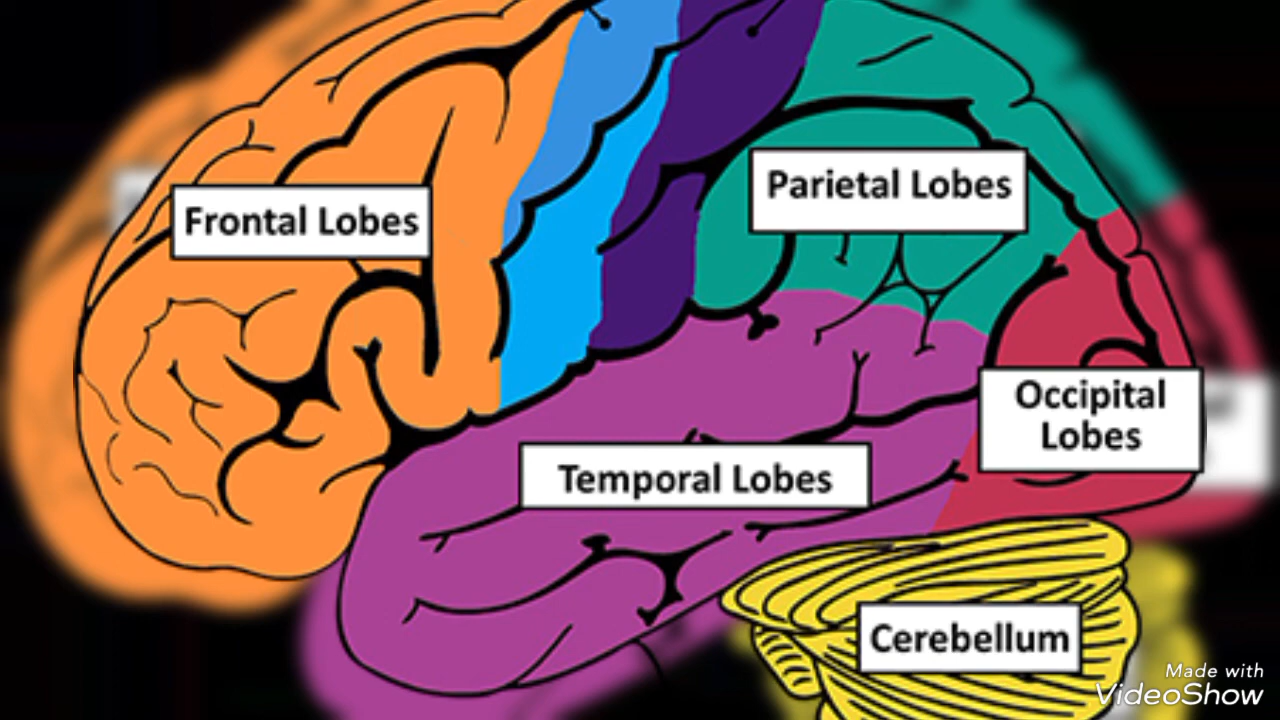 Frontal Lobes
Parietal Lobes
Occipital
Lobes
Temporal Lobes
Cerebellum
Made with
VideoShow